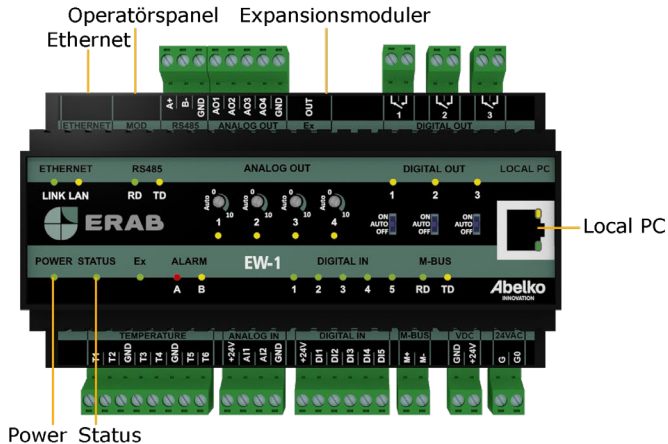 Operatörspanel Expansionsmoduler
Ethernet
A+ B- GND AO1 AO2 AO3 AO4 GND OUT 1 2 3
ETHERNET MOD RS485 ANALOG OUT Ex DIGITAL OUT
ETHERNET RS485 ANALOG OUT DIGITAL OUT LOCAL PC
LINK LAN RD TD 1 2 3
Auto 0 10 Auto 0 10 Auto 0 10 Auto 0 10
1 2 3 4
ON AUTO OFF ON AUTO OFF ON AUTO OFF
ERAB
Local PC
POWER STATUS Ex ALARM EW-1 DIGITAL IN M-BUS
A B 1 2 3 4 5 RD TD
Abelko
INNOVATION
TEMPERATURE ANALOG IN DIGITAL IN M-BUS VDC 24VAC
T1 T2 GND T3 T4 GND T5 T6 +24V AI1 AI2 GND +24V DI1 DI2 DI3 DI4 DI5 M+ M- GND +24V G G0
Power Status